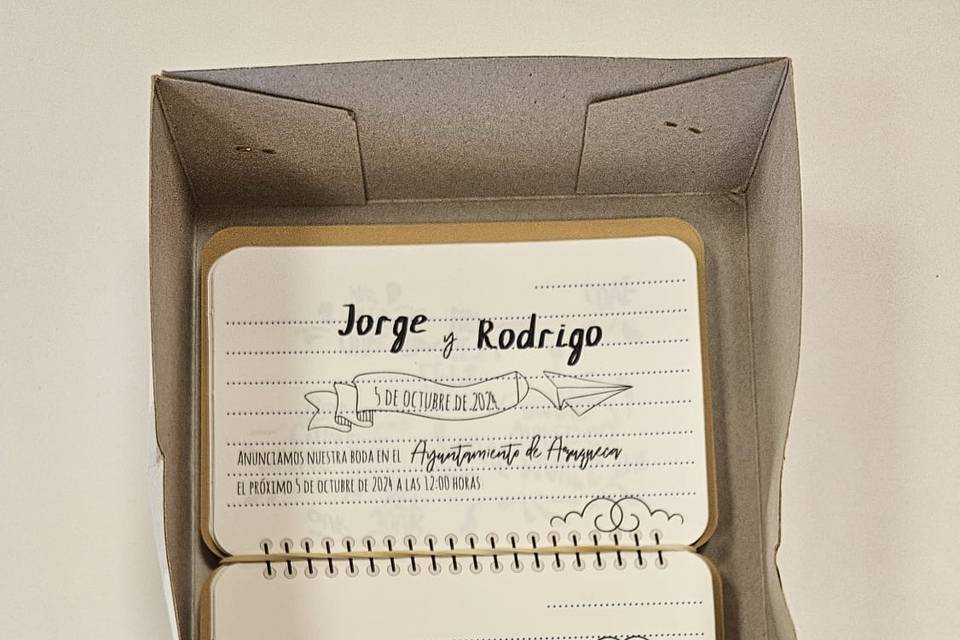 Jorge y Rodrigo
5 DE OCTUBRE DE 2024
ANUNCIAMOS NUESTRA BODA EN EL Ayuntamiento de
EL PRÓXIMO 5 DE OCTUBRE DE 2024 A LAS 12:00 HORAS